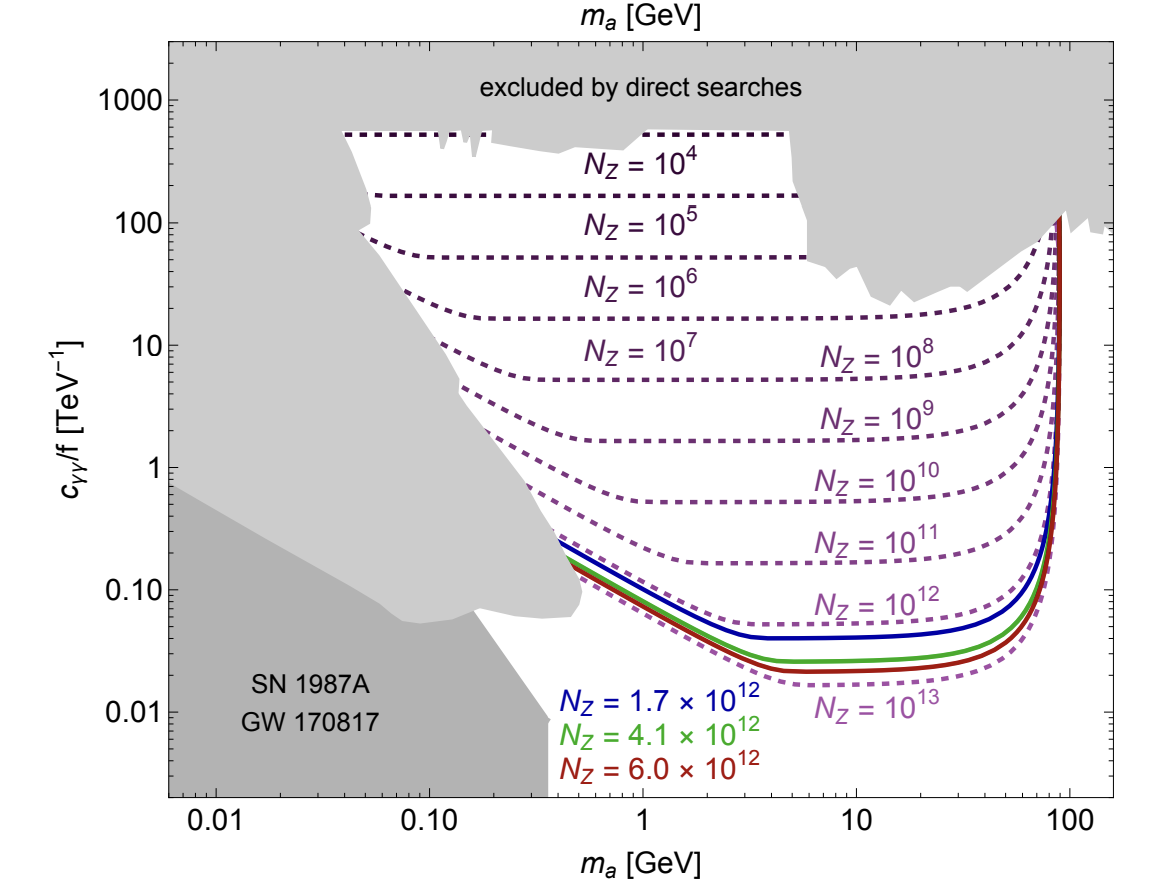 m_a [GeV]
excluded by direct searches
1000
N_Z = 10^4
100
N_Z = 10^5
N_Z = 10^6
10
N_Z = 10^7
N_Z = 10^8
N_Z = 10^9
1
N_Z = 10^10
N_Z = 10^11
0.10
N_Z = 10^12
0.01
N_Z = 10^13
c_γγ/f [TeV^−1]
SN 1987A
GW 170817
N_Z = 1.7 × 10^12
N_Z = 4.1 × 10^12
N_Z = 6.0 × 10^12
0.01 0.10 1 10 100
m_a [GeV]